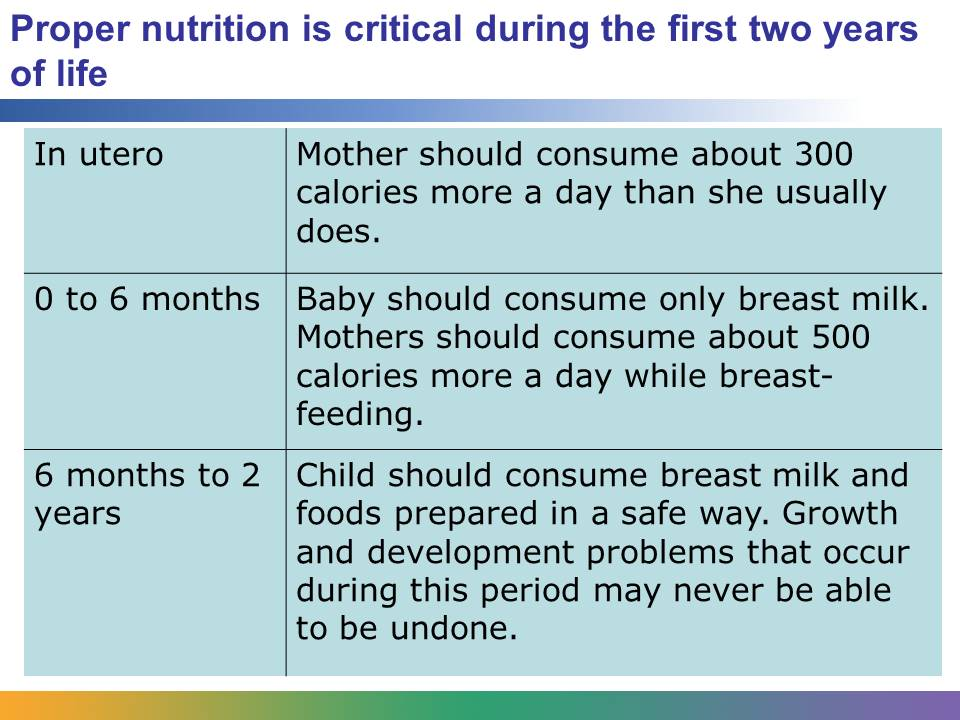 Proper nutrition is critical during the first two years
of life
In utero
Mother should consume about 300
calories more a day than she usually
does.
0 to 6 months
Baby should consume only breast milk.
Mothers should consume about 500
calories more a day while breast-
feeding.
6 months to 2
years
Child should consume breast milk and
foods prepared in a safe way. Growth
and development problems that occur
during this period may never be able
to be undone.